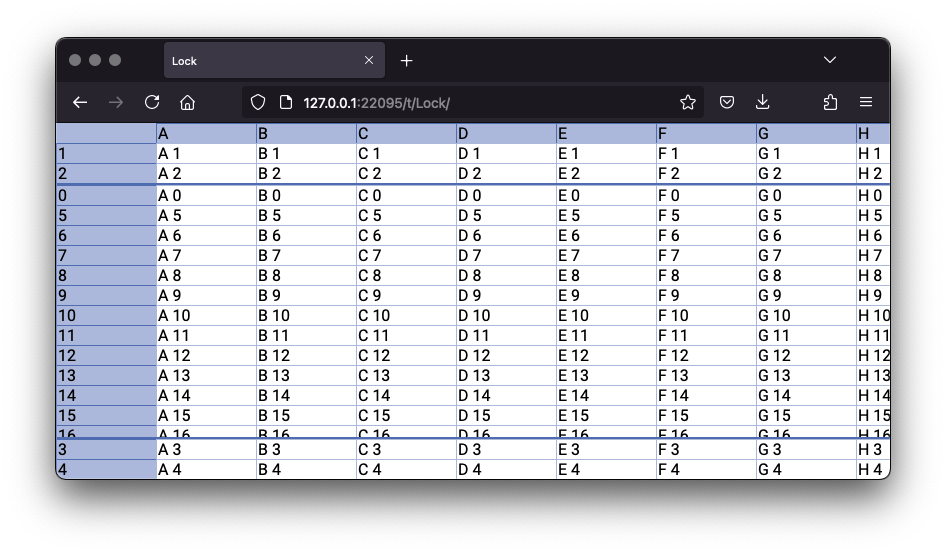 Lock
127.0.0.1:22095/t/Lock/
A B C D E F G H
1 A 1 B 1 C 1 D 1 E 1 F 1 G 1 H 1
2 A 2 B 2 C 2 D 2 E 2 F 2 G 2 H 2
0 A 0 B 0 C 0 D 0 E 0 F 0 G 0 H 0
5 A 5 B 5 C 5 D 5 E 5 F 5 G 5 H 5
6 A 6 B 6 C 6 D 6 E 6 F 6 G 6 H 6
7 A 7 B 7 C 7 D 7 E 7 F 7 G 7 H 7
8 A 8 B 8 C 8 D 8 E 8 F 8 G 8 H 8
9 A 9 B 9 C 9 D 9 E 9 F 9 G 9 H 9
10 A 10 B 10 C 10 D 10 E 10 F 10 G 10 H 10
11 A 11 B 11 C 11 D 11 E 11 F 11 G 11 H 11
12 A 12 B 12 C 12 D 12 E 12 F 12 G 12 H 12
13 A 13 B 13 C 13 D 13 E 13 F 13 G 13 H 13
14 A 14 B 14 C 14 D 14 E 14 F 14 G 14 H 14
15 A 15 B 15 C 15 D 15 E 15 F 15 G 15 H 15
16 A 16 B 16 C 16 D 16 E 16 F 16 G 16 H 16
3 A 3 B 3 C 3 D 3 E 3 F 3 G 3 H 3
4 A 4 B 4 C 4 D 4 E 4 F 4 G 4 H 4